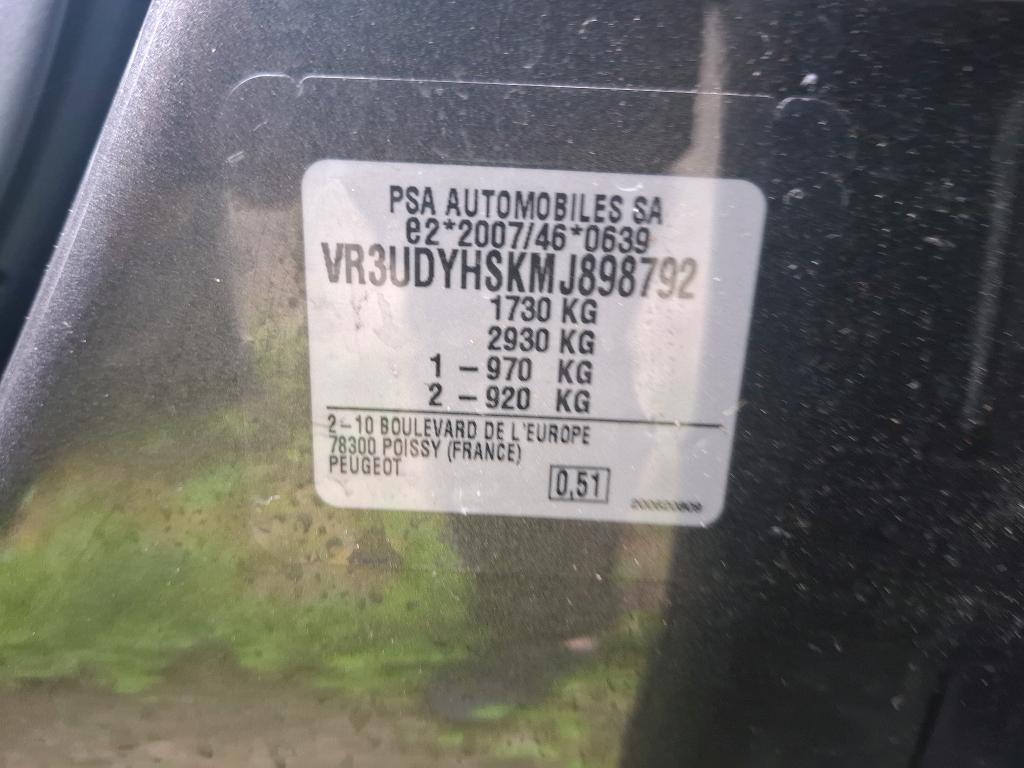 PSA AUTOMOBILES SA
e2*2007/46*0639
VR3UDYHSKMJ898792
1730 KG
2930 KG
1 – 970 KG
2 – 920 KG
2–10 BOULEVARD DE L'EUROPE
78300 POISSY (FRANCE)
PEUGEOT
0,51